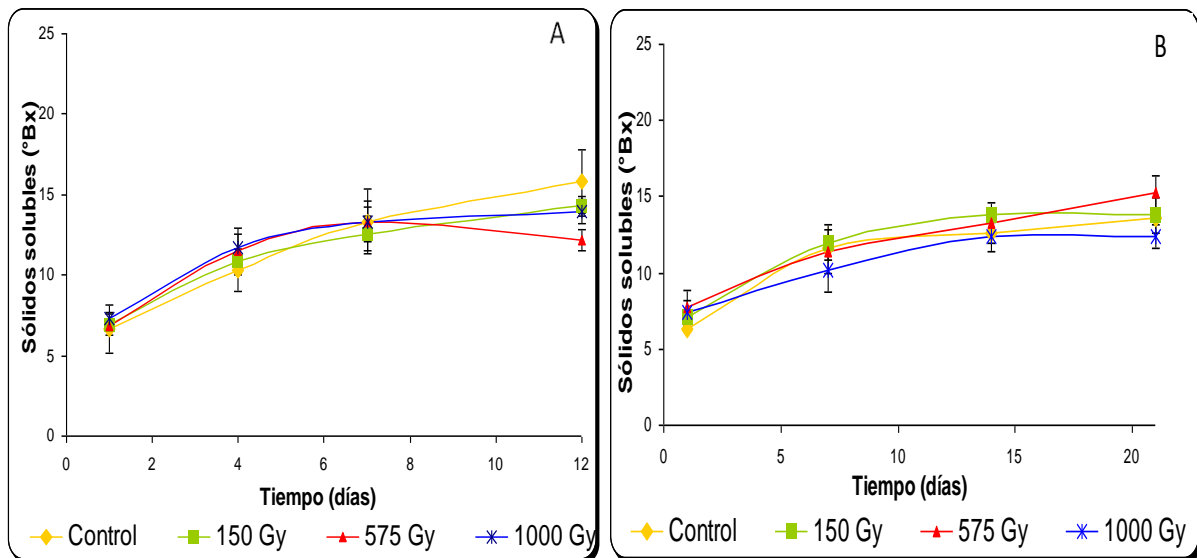 A
Sólidos solubles (°Bx)
25
20
15
10
5
0
0 2 4 6 8 10 12
Tiempo (días)
Control 150 Gy 575 Gy 1000 Gy
B
Sólidos solubles (°Bx)
25
20
15
10
5
0
0 5 10 15 20
Tiempo (días)
Control 150 Gy 575 Gy 1000 Gy